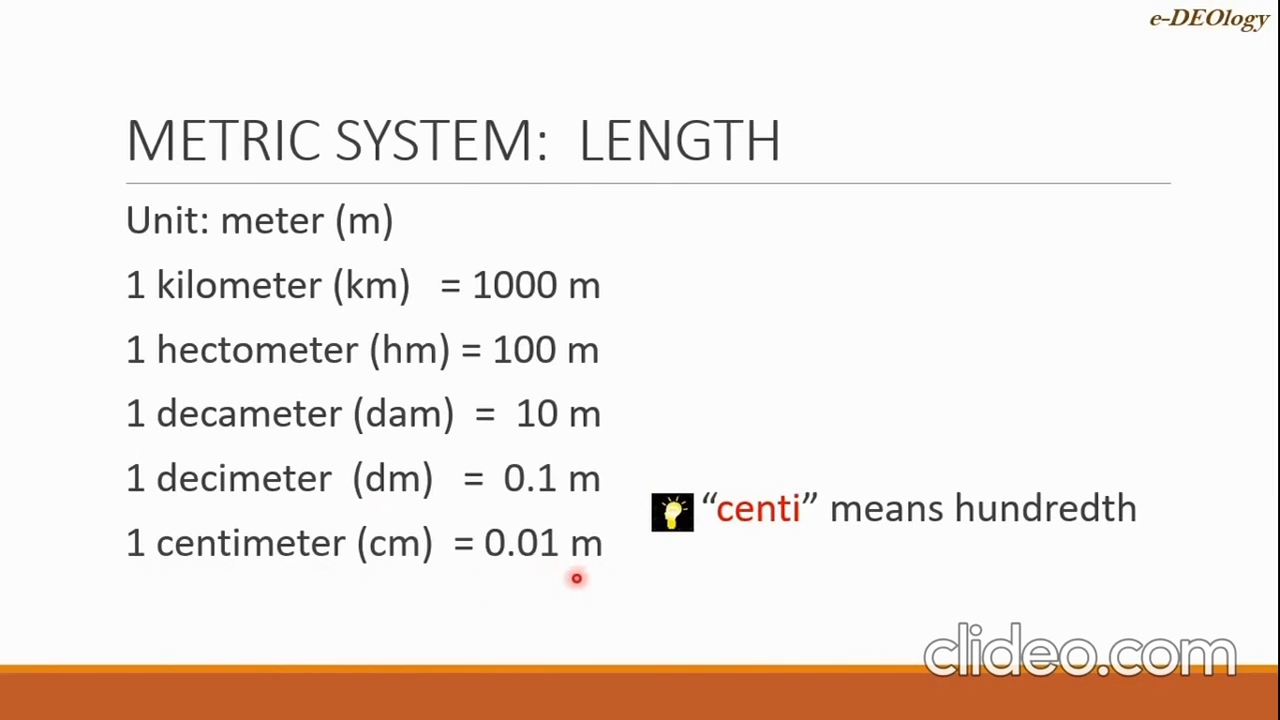 e-DEOlogy
METRIC SYSTEM: LENGTH
Unit: meter (m)
1 kilometer (km) = 1000 m
1 hectometer (hm) = 100 m
1 decameter (dam) = 10 m
1 decimeter (dm) = 0.1 m
“centi” means hundredth
1 centimeter (cm) = 0.01 m
clideo.com